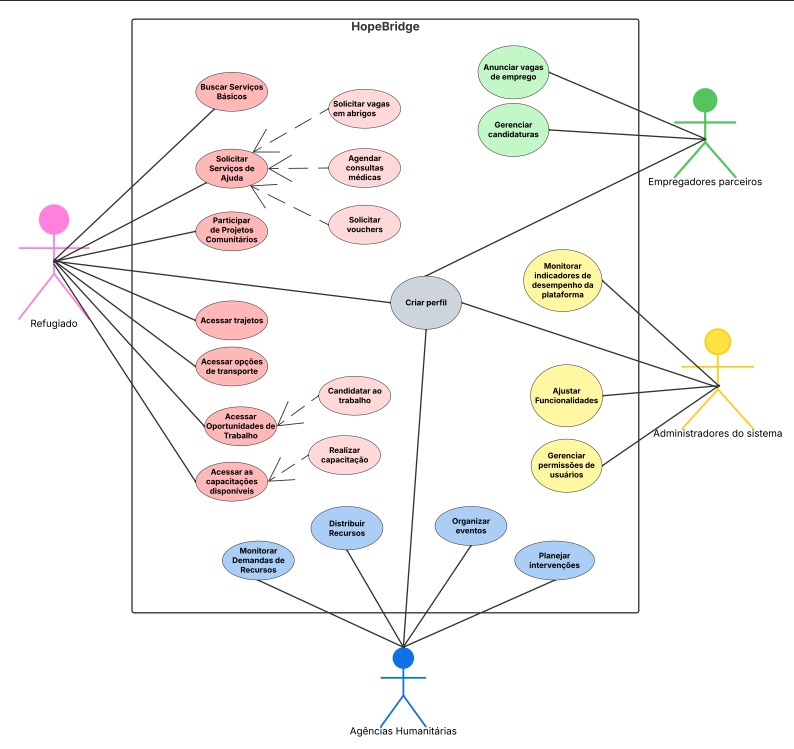 HopeBridge
Buscar Serviços
Básicos
Solicitar
Serviços de
Ajuda
Participar
de Projetos
Comunitários
Solicitar vagas
em abrigos
Agendar
consultas
médicas
Solicitar
vouchers
Anunciar vagas
de emprego
Gerenciar
candidaturas
Empregadores parceiros
Refugiado
Criar perfil
Monitorar
indicadores de
desempenho da
plataforma
Acessar trajetos
Acessar opções
de transporte
Acessar
Oportunidades de
Trabalho
Acessar as
capacitações
disponíveis
Candidatar ao
trabalho
Realizar
capacitação
Ajustar
Funcionalidades
Gerenciar
permissões de
usuários
Administradores do sistema
Monitorar
Demandas de
Recursos
Distribuir
Recursos
Organizar
eventos
Planejar
intervenções
Agências Humanitárias